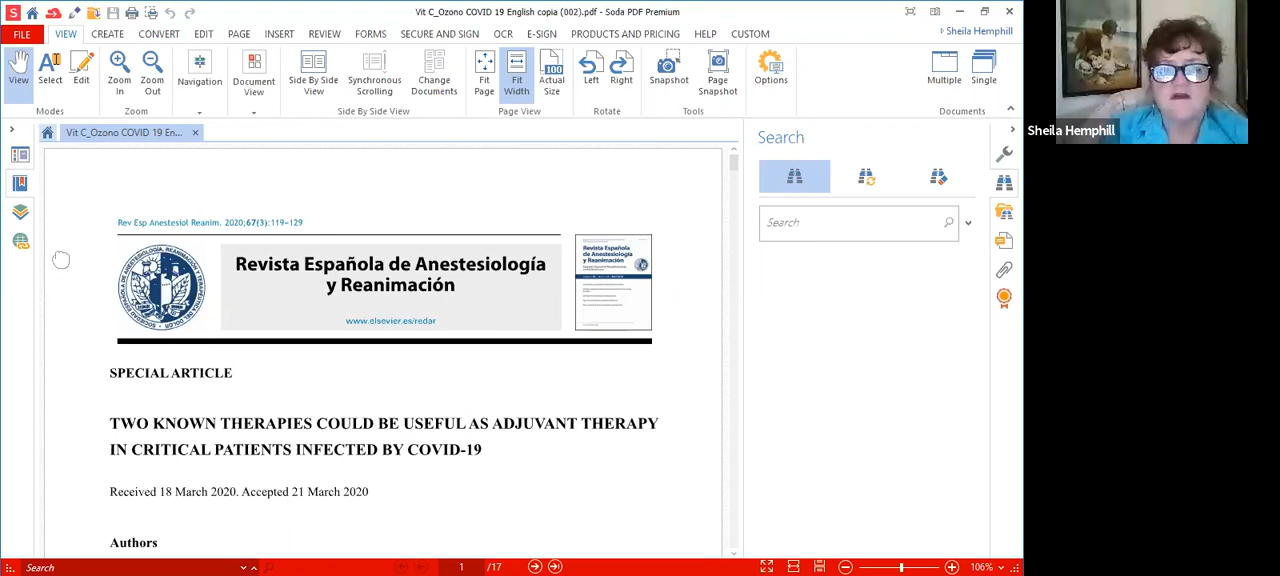 Vit C_Ozono COVID 19 English copia (002).pdf - Soda PDF Premium
FILE VIEW CREATE CONVERT EDIT PAGE INSERT REVIEW FORMS SECURE AND SIGN OCR E-SIGN PRODUCTS AND PRICING HELP CUSTOM Sheila Hemphill
View Select Edit Zoom In Zoom Out Navigation Document View Side By Side View Synchronous Scrolling Change Documents Fit Page Fit Width Actual Size Left Right Snapshot Page Snapshot Options Multiple Single
100
Modes Zoom Side By Side View Page View Rotate Tools Documents
Sheila Hemphill
Vit C_Ozono COVID 19 En...
Search
Search
Rev Esp Anestesiol Reanim. 2020;67(3):119–129
Revista Española de Anestesiología
y Reanimación
www.elsevier.es/redar
Revista Española
de Anestesiología
y Reanimación
SPECIAL ARTICLE
TWO KNOWN THERAPIES COULD BE USEFUL AS ADJUVANT THERAPY
IN CRITICAL PATIENTS INFECTED BY COVID-19
Received 18 March 2020. Accepted 21 March 2020
Authors
Search 1 /17 106%